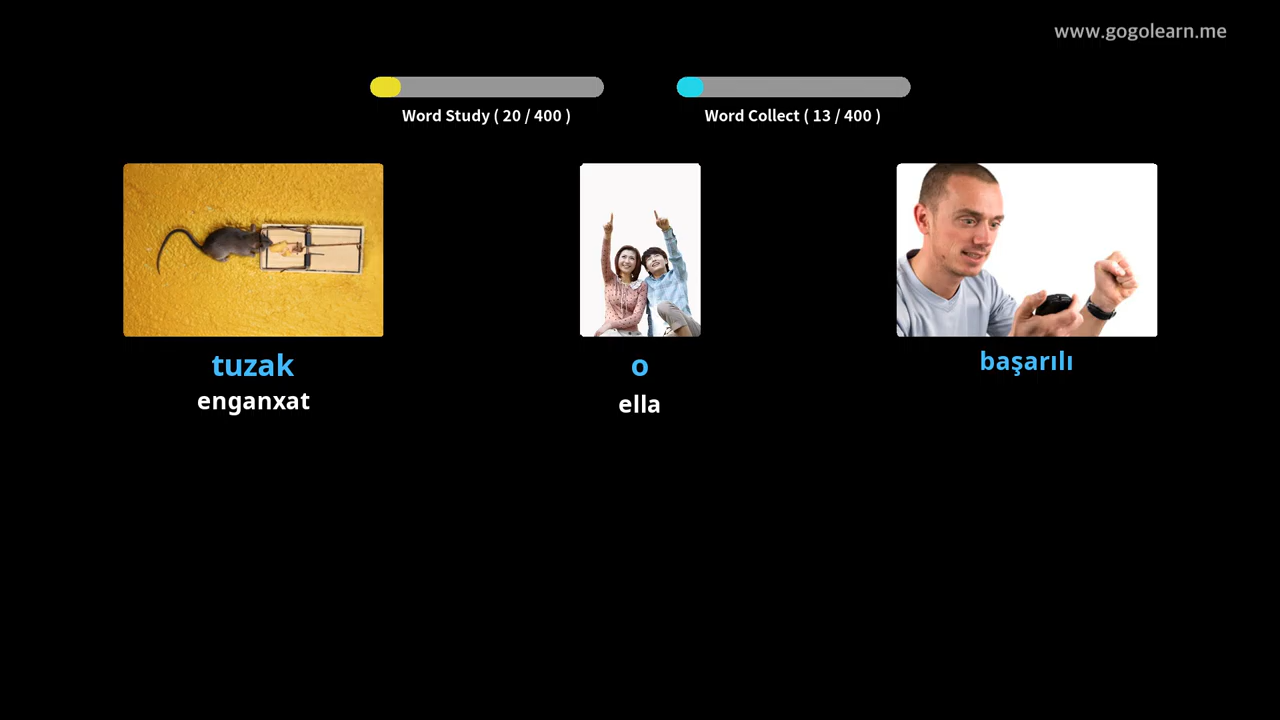 www.gogolearn.me
Word Study ( 20 / 400 )
Word Collect ( 13 / 400 )
tuzak
enganxat
o
ella
başarılı